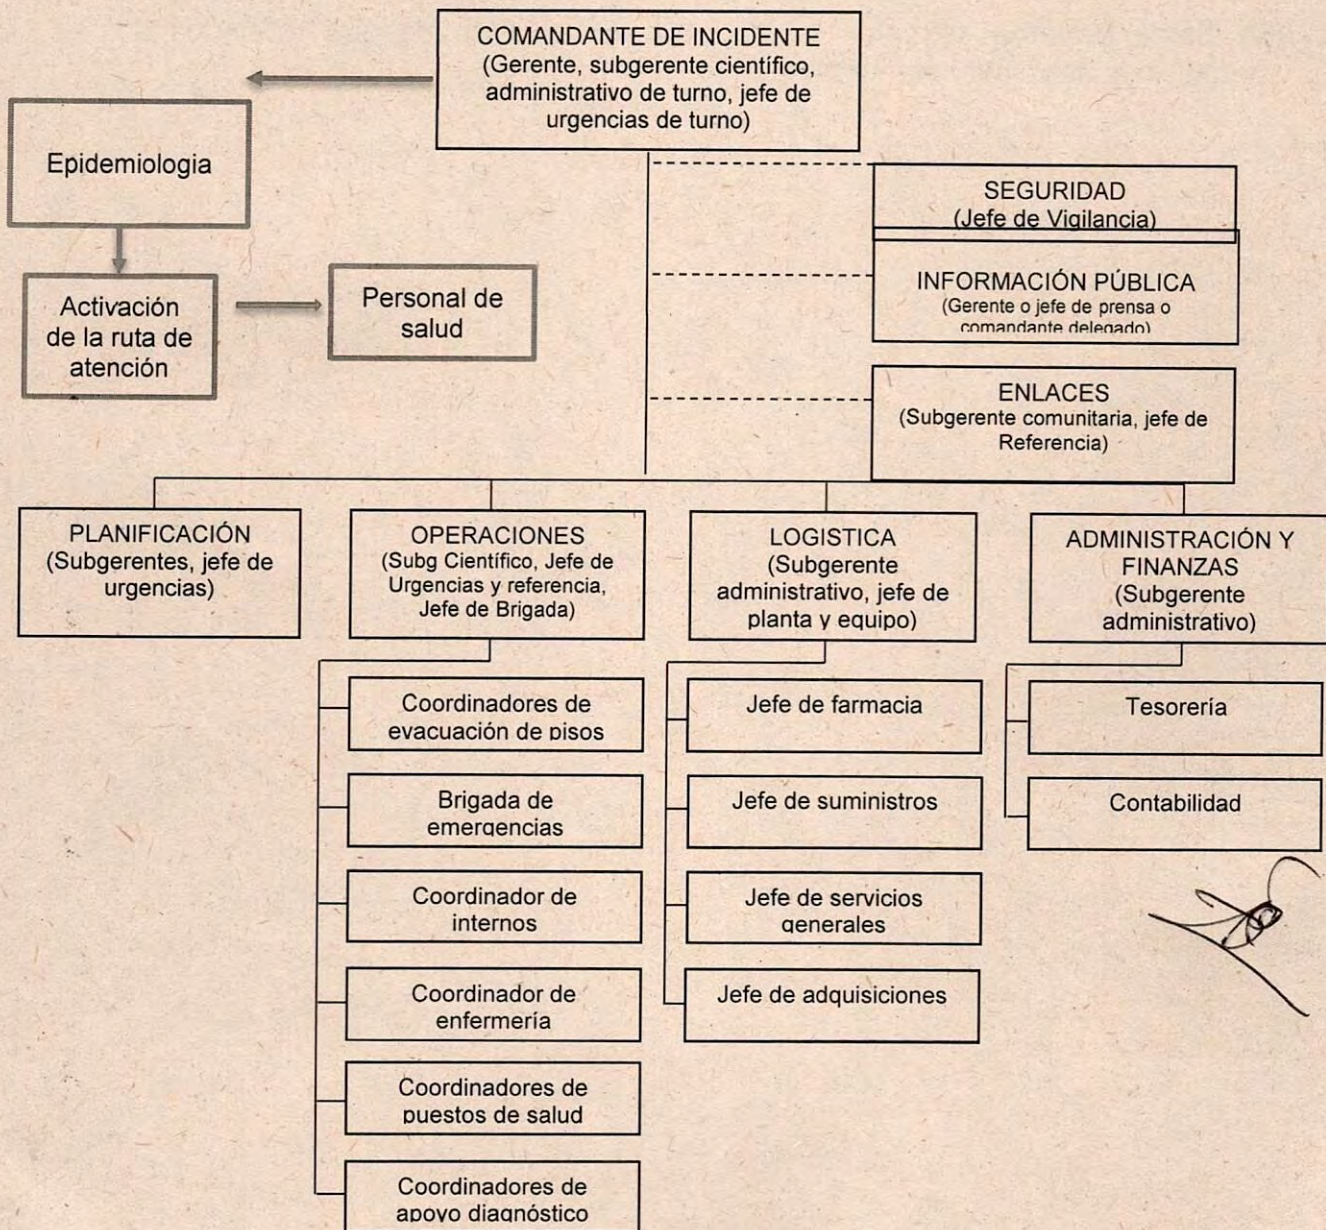 COMANDANTE DE INCIDENTE
(Gerente, subgerente científico,
administrativo de turno, jefe de
urgencias de turno)
Epidemiologia
Activación
de la ruta de
atención
Personal de
salud
SEGURIDAD
(Jefe de Vigilancia)
INFORMACIÓN PÚBLICA
(Gerente o jefe de prensa o
comandante delegado)
ENLACES
(Subgerente comunitaria, jefe de
Referencia)
PLANIFICACIÓN
(Subgerentes, jefe de
urgencias)
OPERACIONES
(Subg Científico, Jefe de
Urgencias y referencia,
Jefe de Brigada)
Coordinadores de
evacuación de pisos
Brigada de
emergencias
Coordinador de
internos
Coordinador de
enfermería
Coordinadores de
puestos de salud
Coordinadores de
apoyo diagnóstico
LOGISTICA
(Subgerente
administrativo, jefe de
planta y equipo)
Jefe de farmacia
Jefe de suministros
Jefe de servicios
generales
Jefe de adquisiciones
ADMINISTRACIÓN Y
FINANZAS
(Subgerente
administrativo)
Tesorería
Contabilidad